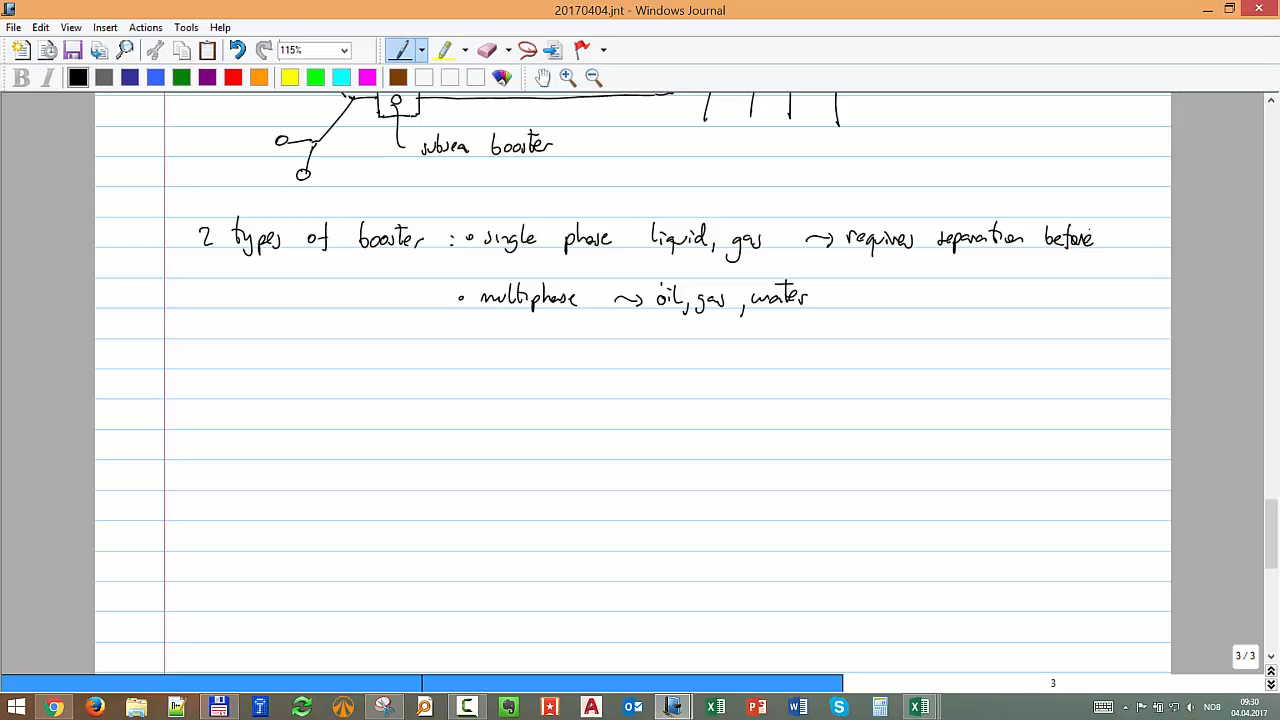 20170404.jnt - Windows Journal
File Edit View Insert Actions Tools Help
115%
B I
subsea booster
2 types of booster : • single phase liquid, gas → requires separation before
• multiphase → oil, gas, water
3 / 3
3
NOB
09:30
04.04.2017